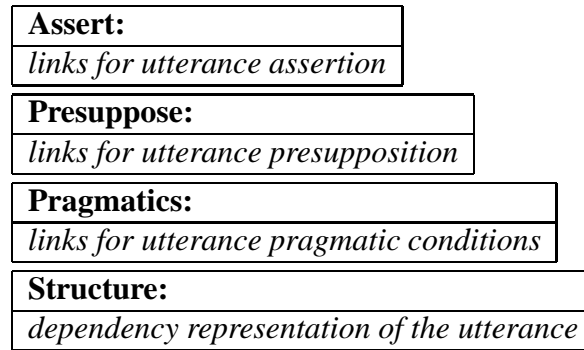 Assert:
links for utterance assertion
Presuppose:
links for utterance presupposition
Pragmatics:
links for utterance pragmatic conditions
Structure:
dependency representation of the utterance